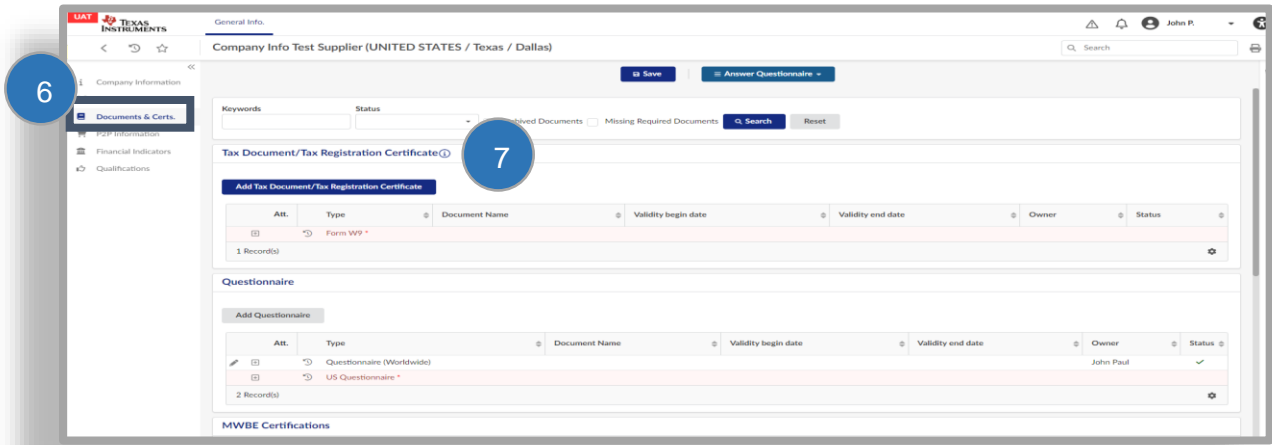 UAT
TEXAS INSTRUMENTS
General Info.
John P.
Company Info Test Supplier (UNITED STATES / Texas / Dallas)
Search
6
Company Information
Documents & Certs.
P2P Information
Financial Indicators
Qualifications
Save
Answer Questionnaire
Keywords
Status
Missing Required Documents
Search
Reset
Tax Document/Tax Registration Certificate
7
Add Tax Document/Tax Registration Certificate
Att. Type Document Name Validity begin date Validity end date Owner Status
Form W9 *
1 Record(s)
Questionnaire
Add Questionnaire
Att. Type Document Name Validity begin date Validity end date Owner Status
Questionnaire (Worldwide) John Paul
US Questionnaire *
2 Record(s)
MWBE Certifications